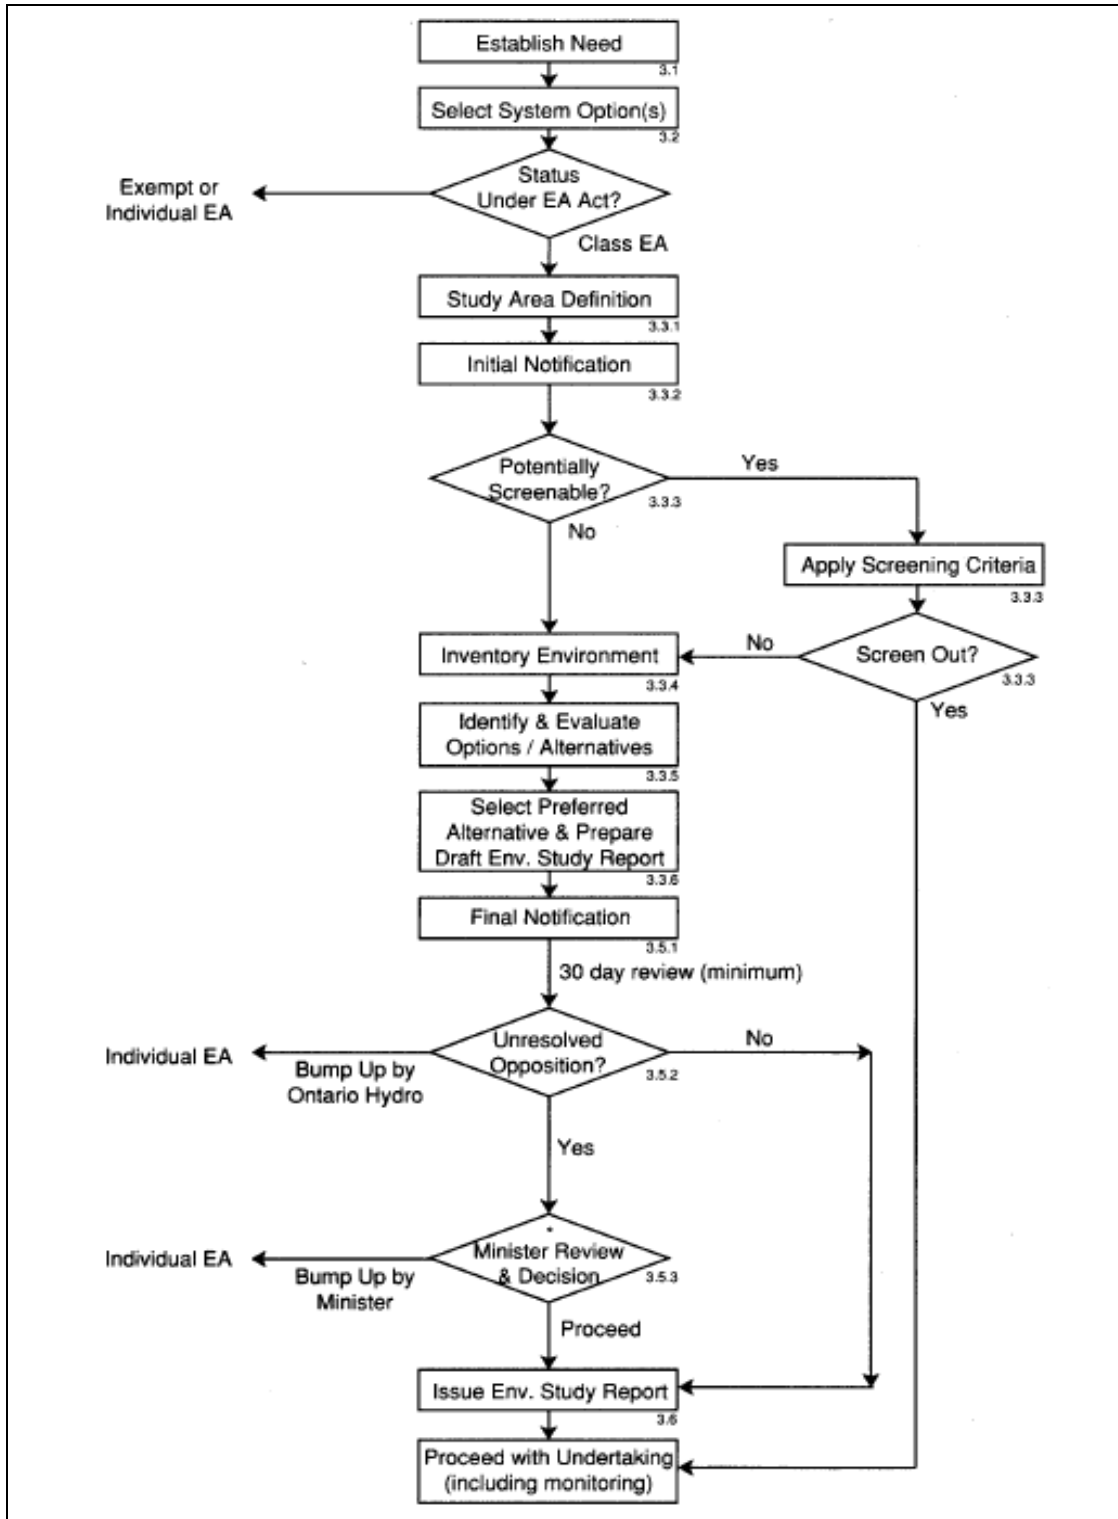 Establish Need
3.1
Select System Option(s)
3.2
Status
Under EA Act?
Exempt or
Individual EA
Class EA
Study Area Definition
3.3.1
Initial Notification
3.3.2
Potentially
Screenable?
3.3.3
Yes
No
Apply Screening Criteria
3.3.3
Screen Out?
3.3.3
No
Yes
Inventory Environment
3.3.4
Identify & Evaluate
Options / Alternatives
3.3.5
Select Preferred
Alternative & Prepare
Draft Env. Study Report
3.3.6
Final Notification
3.5.1
30 day review (minimum)
Unresolved
Opposition?
3.5.2
No
Individual EA
Bump Up by
Ontario Hydro
Yes
*
Minister Review
& Decision
3.5.3
Individual EA
Bump Up by
Minister
Proceed
Issue Env. Study Report
3.6
Proceed with Undertaking
(including monitoring)